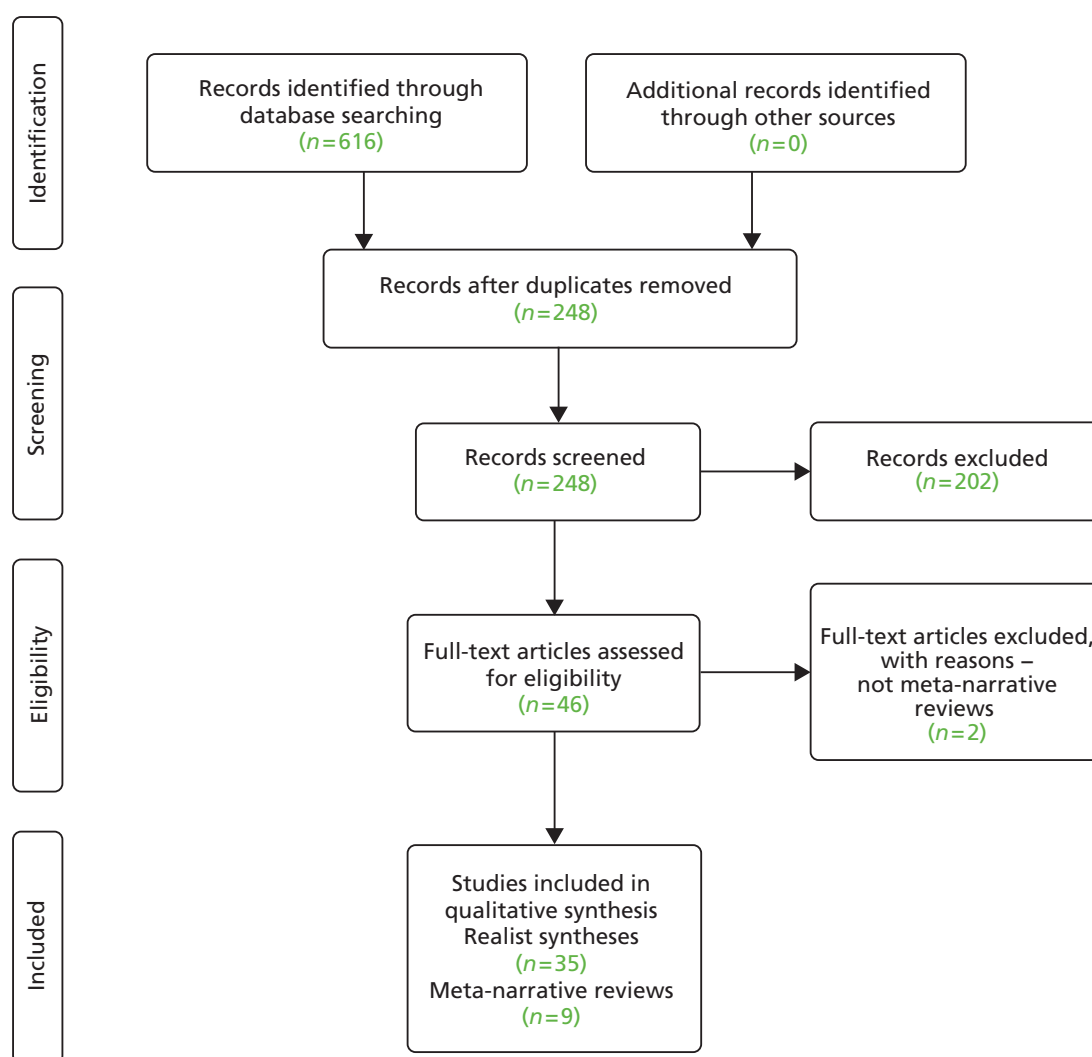 Identification
Records identified through
database searching
(n=616)
Additional records identified
through other sources
(n=0)
Records after duplicates removed
(n=248)
Screening
Records screened
(n=248)
Records excluded
(n=202)
Eligibility
Full-text articles assessed
for eligibility
(n=46)
Full-text articles excluded,
with reasons –
not meta-narrative
reviews
(n=2)
Included
Studies included in
qualitative synthesis
Realist syntheses
(n=35)
Meta-narrative reviews
(n=9)